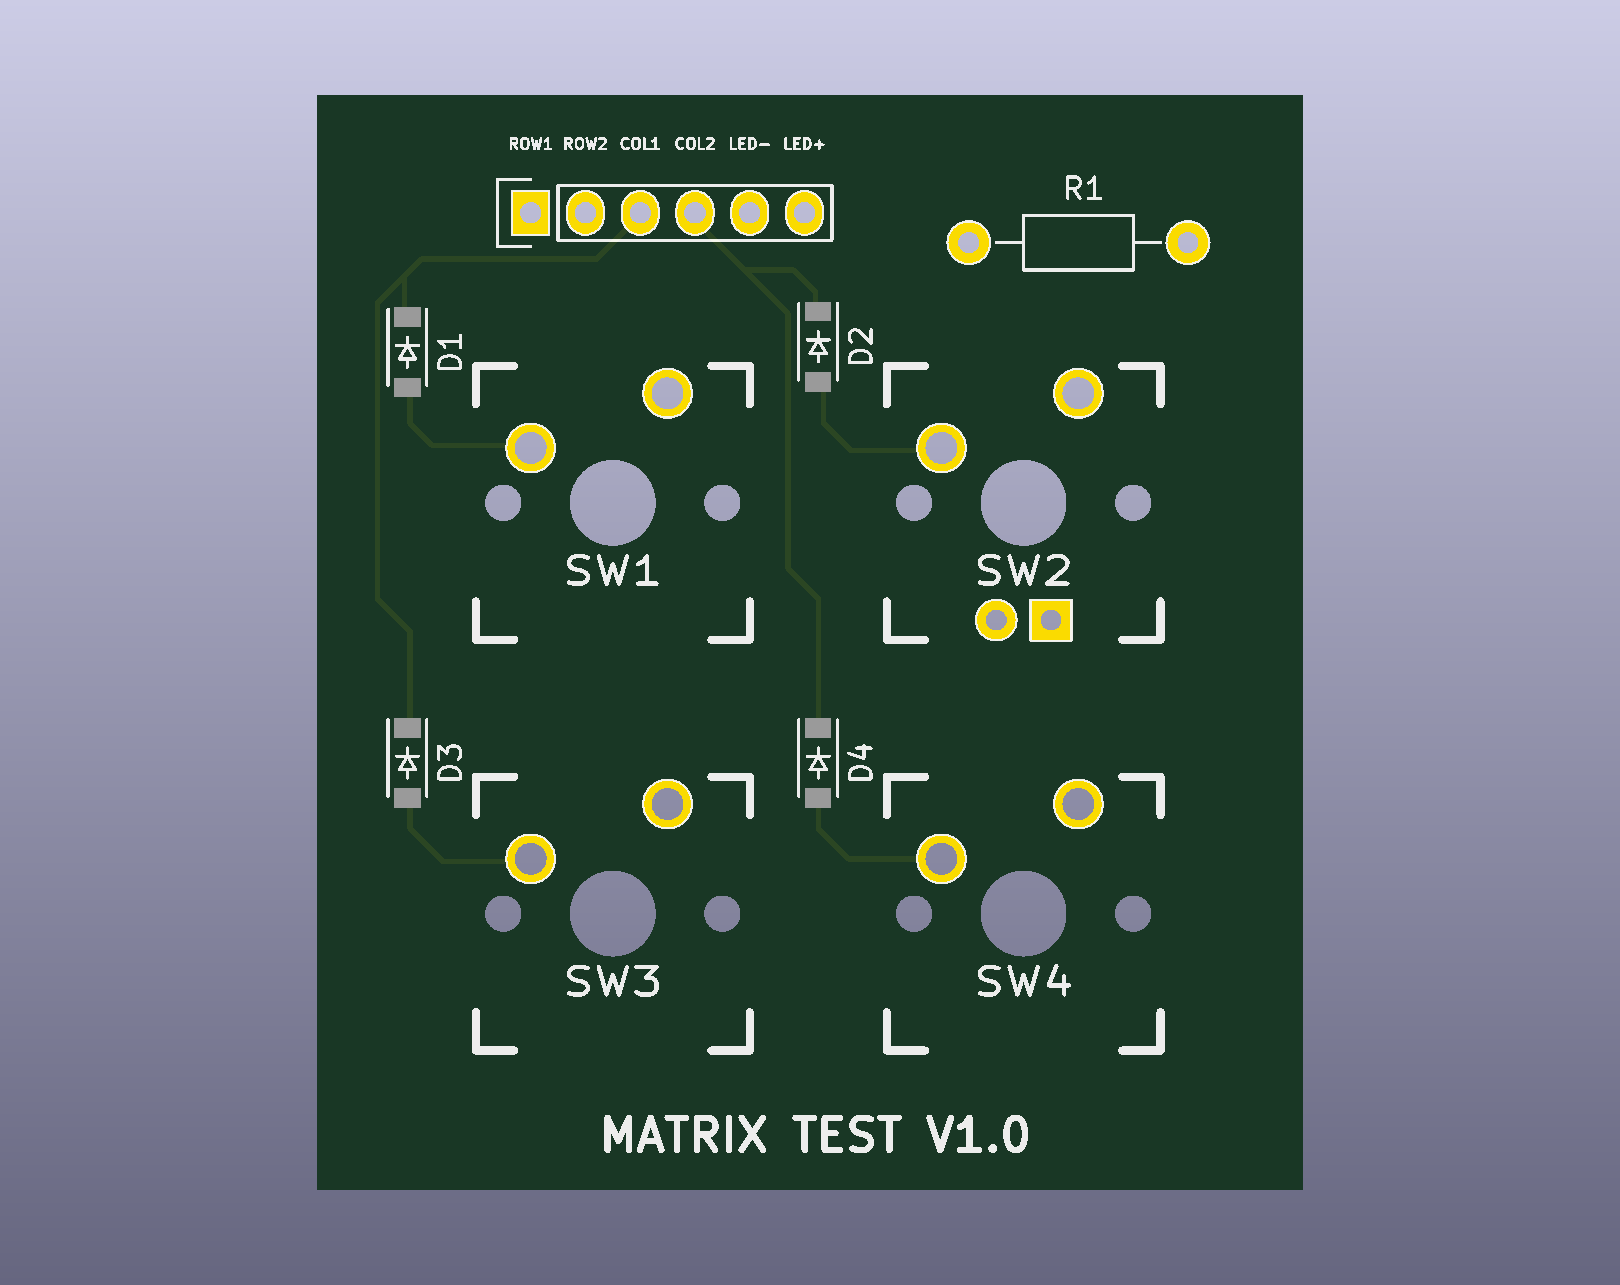 ROW1 ROW2 COL1 COL2 LED- LED+
R1
D1
D2
SW1
SW2
D3
D4
SW3
SW4
MATRIX TEST V1.0